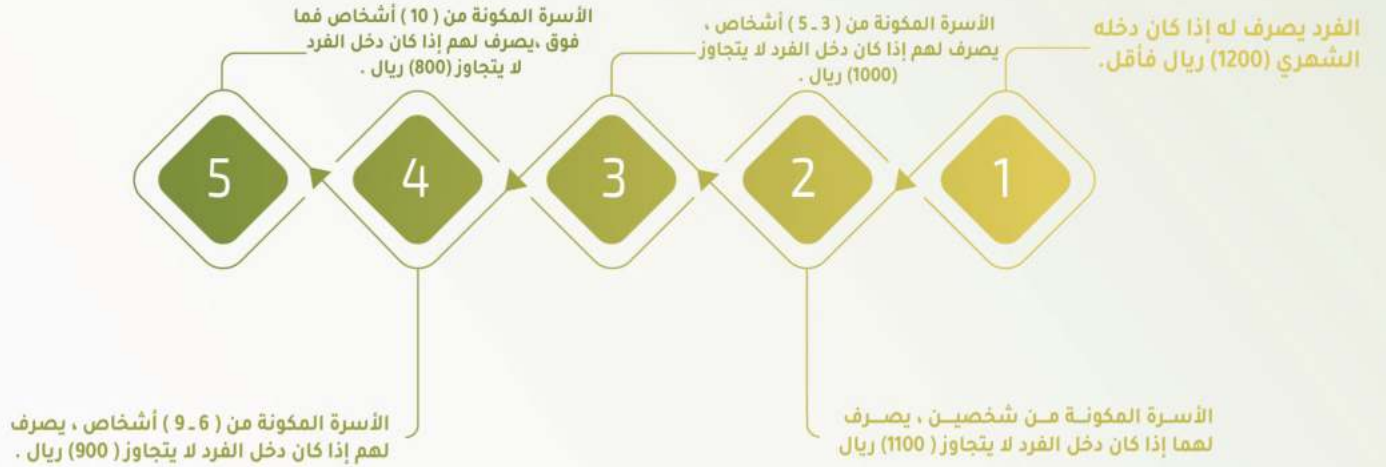 الفرد يصرف له إذا كان دخله
الشهري (1200) ريال فأقل.
1
الأسـرة المكونـة مـن شخصيـن ، يصـرف
لهما إذا كان دخل الفرد لا يتجاوز ( 1100) ريال
2
الأسرة المكونة من ( 3 ـ 5 ) أشخاص ،
يصرف لهم إذا كان دخل الفرد لا يتجاوز
(1000) ريال .
3
الأسرة المكونة من ( 6 ـ 9 ) أشخاص ، يصرف
لهم إذا كان دخل الفرد لا يتجاوز ( 900) ريال .
4
الأسرة المكونة من ( 10 ) أشخاص فما
فوق ،يصرف لهم إذا كان دخل الفرد
لا يتجاوز (800) ريال .
5